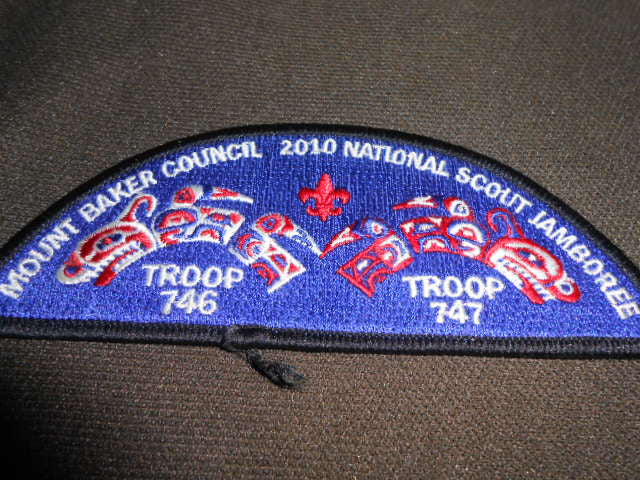 MOUNT BAKER COUNCIL 2010 NATIONAL SCOUT JAMBOREE
TROOP
746
TROOP
747